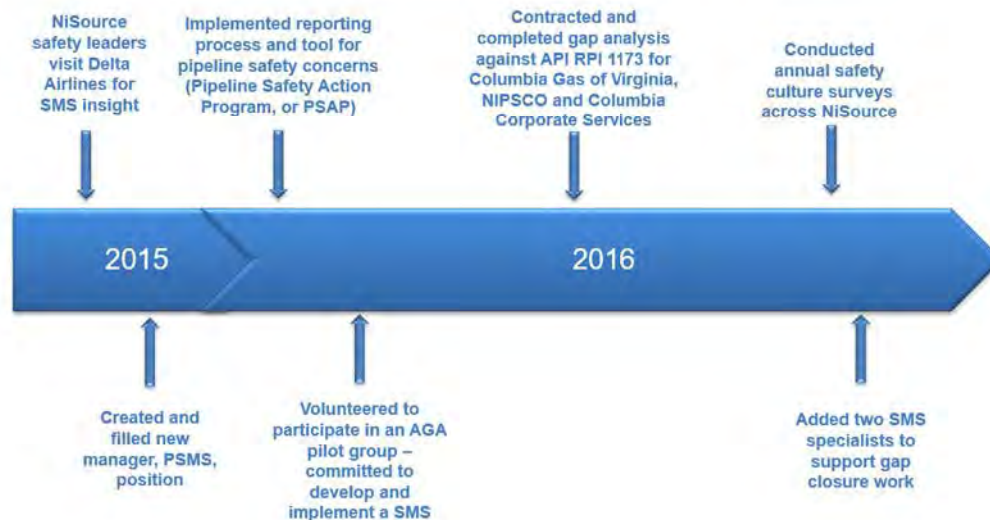 NiSource
safety leaders
visit Delta
Airlines for
SMS insight
Implemented reporting
process and tool for
pipeline safety concerns
(Pipeline Safety Action
Program, or PSAP)
Contracted and
completed gap analysis
against API RPI 1173 for
Columbia Gas of Virginia,
NIPSCO and Columbia
Corporate Services
Conducted
annual safety
culture surveys
across NiSource
2015
2016
Created and
filled new
manager, PSMS,
position
Volunteered to
participate in an AGA
pilot group –
committed to
develop and
implement a SMS
Added two SMS
specialists to
support gap
closure work